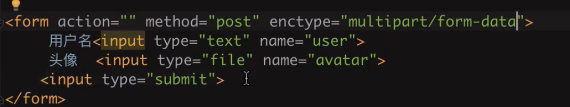 <form action="" method="post" enctype="multipart/form-data">
用户名<input type="text" name="user">
头像 <input type="file" name="avatar">
<input type="submit">
</form>